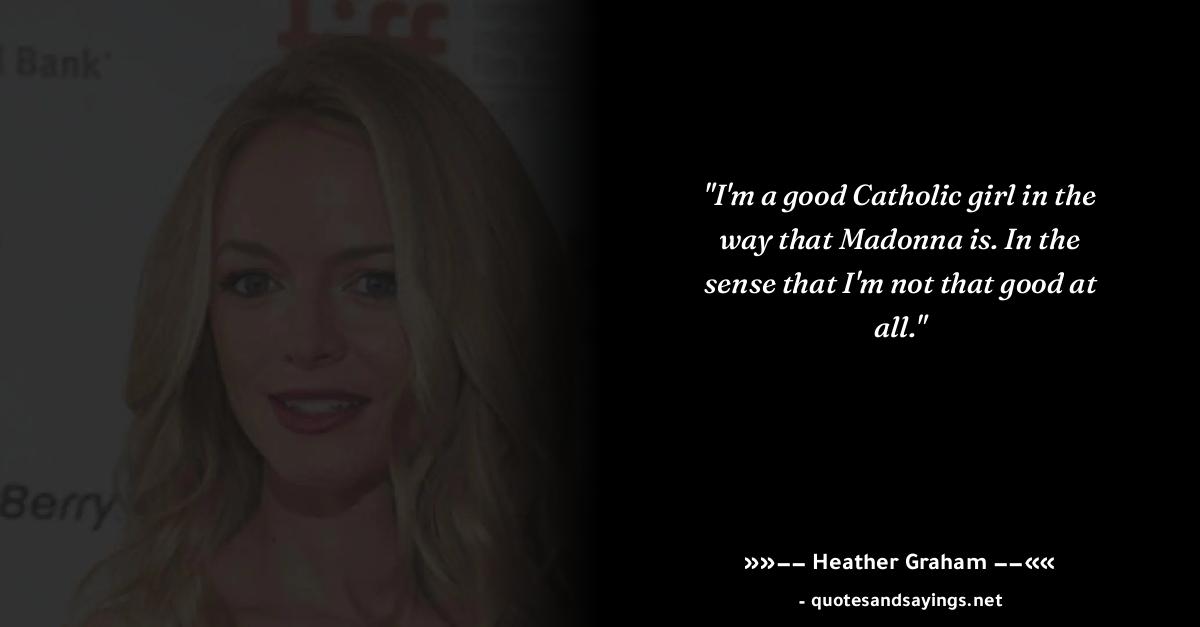 tiff
l Bank
Berry
"I'm a good Catholic girl in the
way that Madonna is. In the
sense that I'm not that good at
all."
»»−− Heather Graham −−««
- quotesandsayings.net